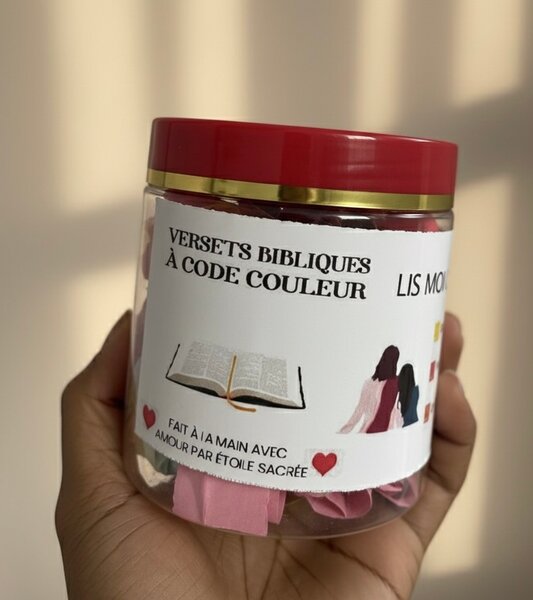 VERSETS BIBLIQUES
À CODE COULEUR
LIS MOI
FAIT À LA MAIN AVEC
AMOUR PAR ÉTOILE SACRÉE